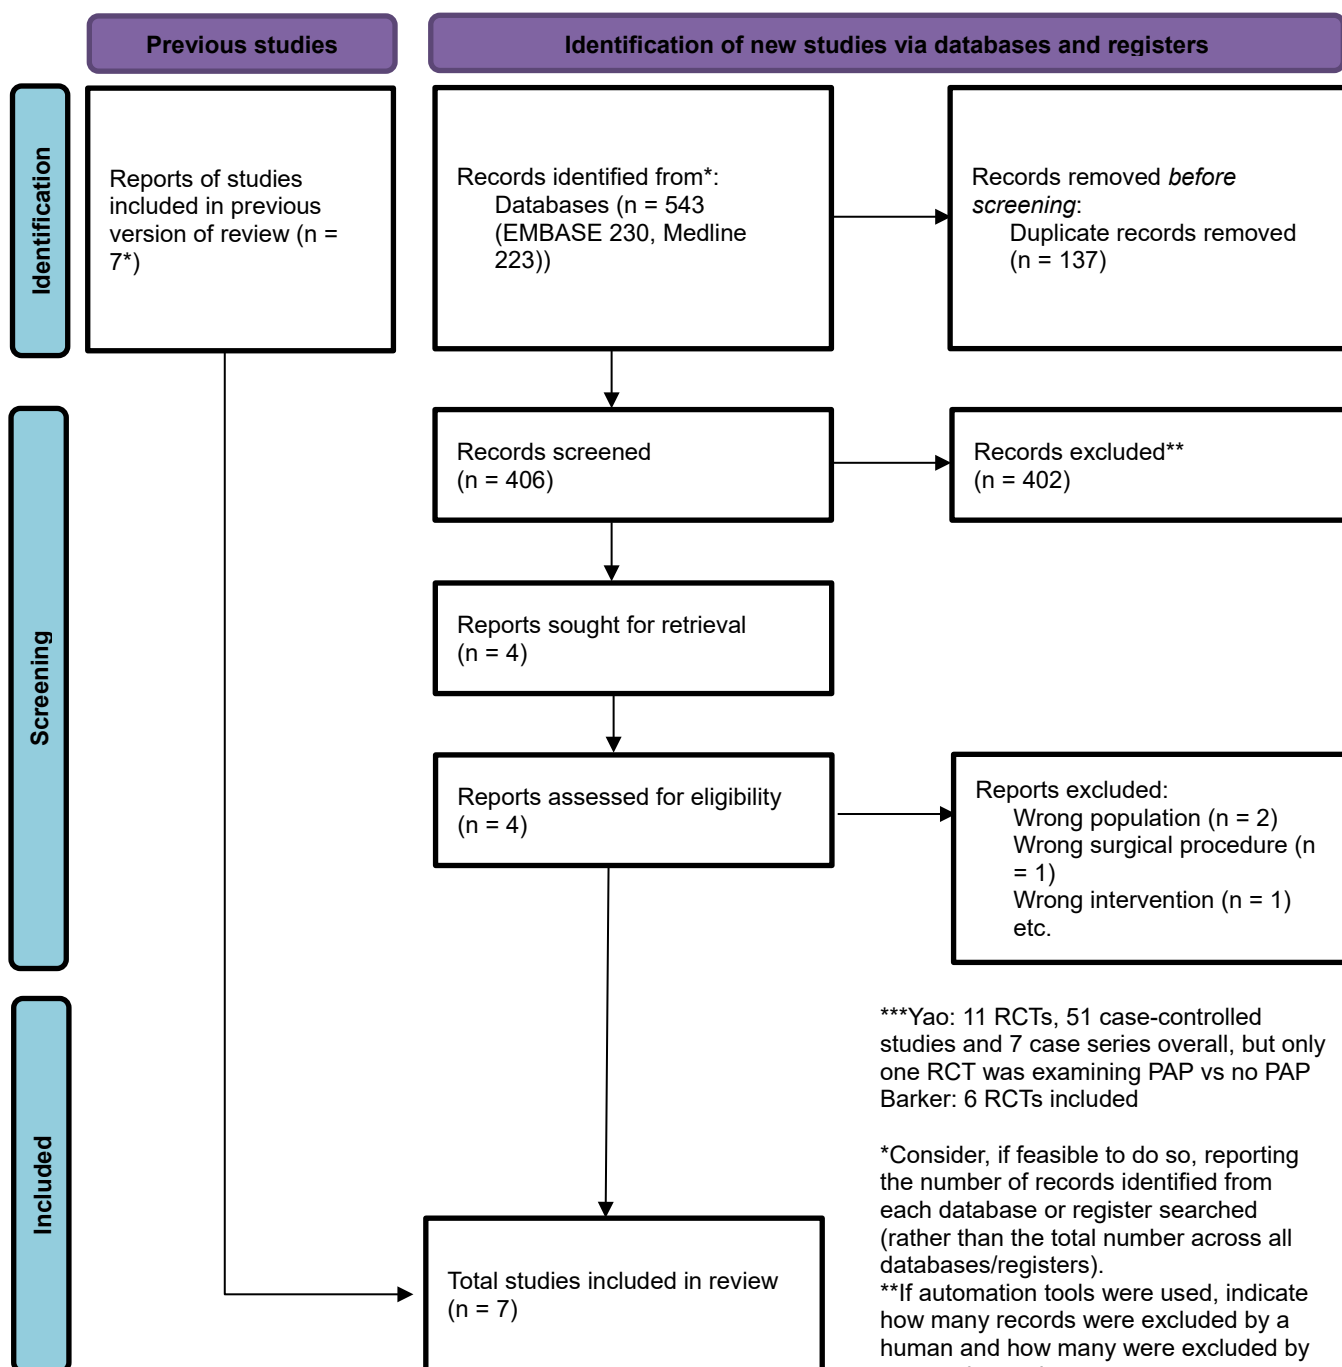 Previous studies
Identification of new studies via databases and registers
Identification
Reports of studies
included in previous
version of review (n =
7*)
Records identified from*:
Databases (n = 543
(EMBASE 230, Medline
223))
Records removed before
screening:
Duplicate records removed
(n = 137)
Screening
Records screened
(n = 406)
Records excluded**
(n = 402)
Reports sought for retrieval
(n = 4)
Reports assessed for eligibility
(n = 4)
Reports excluded:
Wrong population (n = 2)
Wrong surgical procedure (n
= 1)
Wrong intervention (n = 1)
etc.
Included
Total studies included in review
(n = 7)
***Yao: 11 RCTs, 51 case-controlled
studies and 7 case series overall, but only
one RCT was examining PAP vs no PAP
Barker: 6 RCTs included
*Consider, if feasible to do so, reporting
the number of records identified from
each database or register searched
(rather than the total number across all
databases/registers).
**If automation tools were used, indicate
how many records were excluded by a
human and how many were excluded by